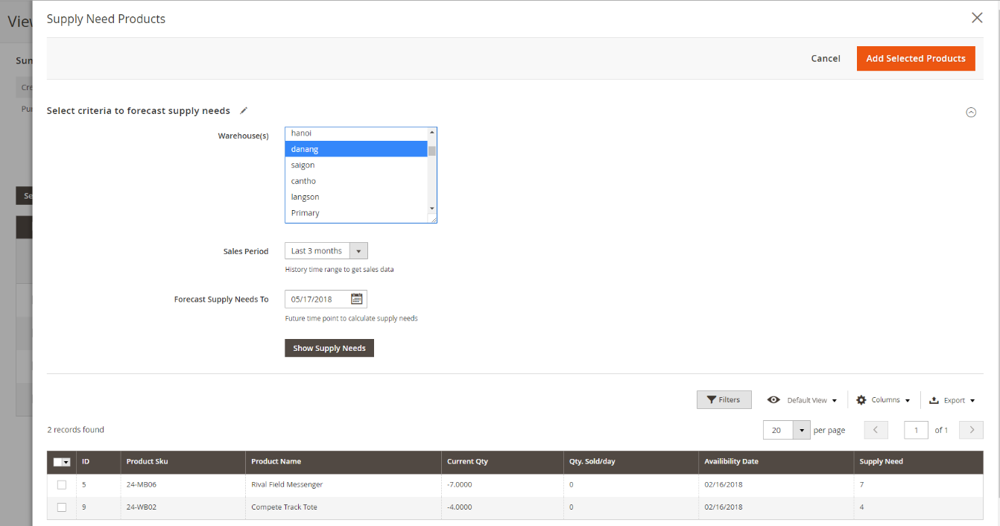 View
Supply Need Products
Cancel
Add Selected Products
Sum
Cre
Pur
Select criteria to forecast supply needs
Warehouse(s)
hanoi
danang
saigon
cantho
langson
Primary
Se
Sales Period
Last 3 months
History time range to get sales data
Forecast Supply Needs To
05/17/2018
Future time point to calculate supply needs
Show Supply Needs
Filters
Default View
Columns
Export
2 records found
20
per page
1
of 1
ID Product Sku Product Name Current Qty Qty. Sold/day Availibility Date Supply Need
5 24-MB06 Rival Field Messenger -7.0000 0 02/16/2018 7
9 24-WB02 Compete Track Tote -4.0000 0 02/16/2018 4